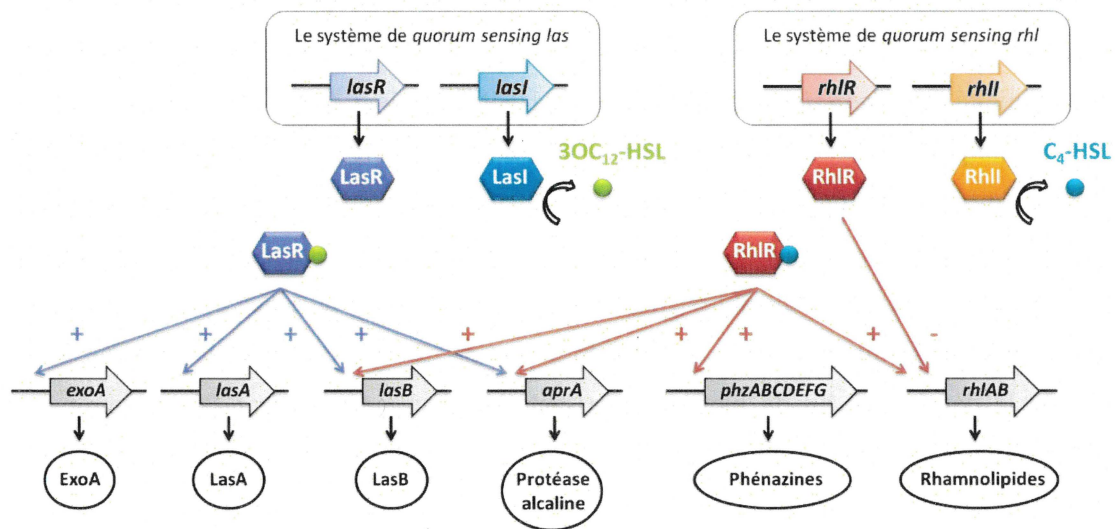 Le système de quorum sensing las
Le système de quorum sensing rhl
lasR
lasI
rhlR
rhlI
3OC12-HSL
C4-HSL
LasR
LasI
RhlR
RhlI
LasR
RhlR
+ + + + + + + + -
exoA
lasA
lasB
aprA
phzABCDEFG
rhlAB
ExoA
LasA
LasB
Protéase
alcaline
Phénazines
Rhamnolipides